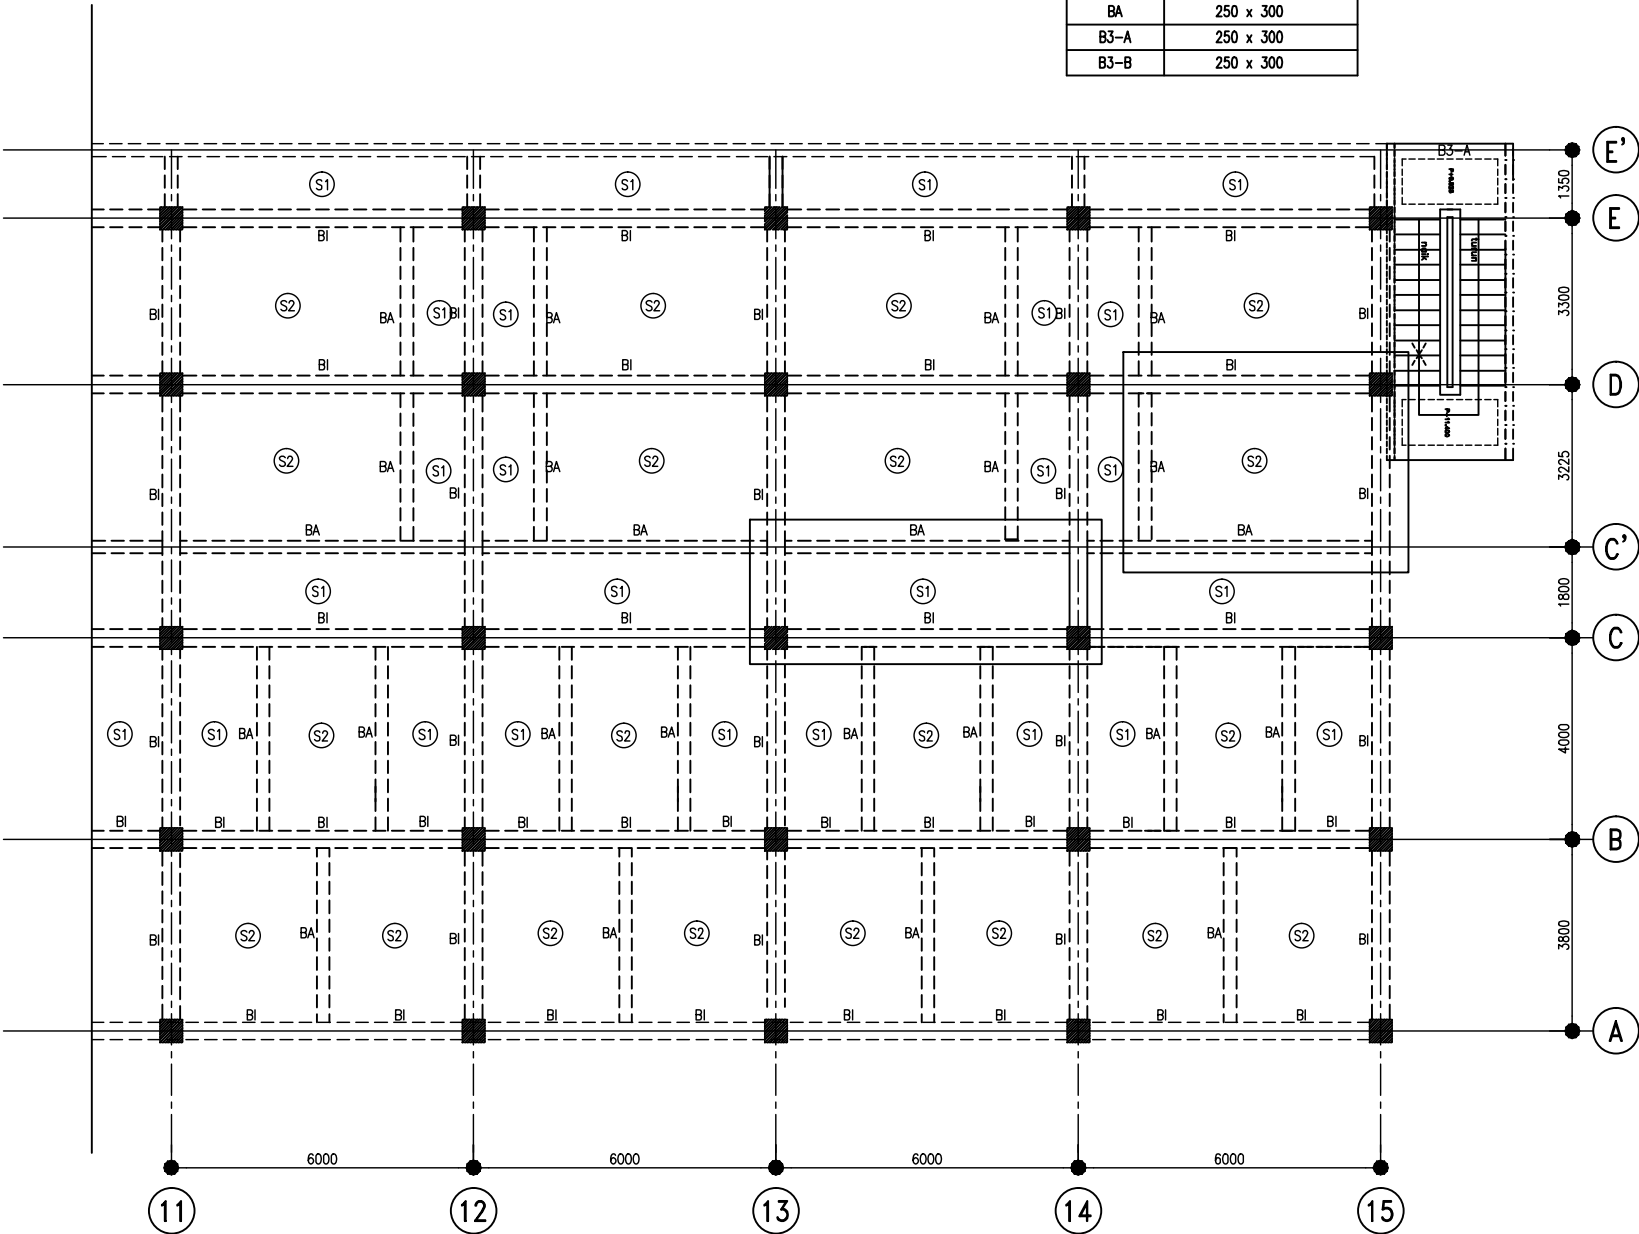 BA 250 x 300
B3-A 250 x 300
B3-B 250 x 300
B3-A E'
S1 S1 S1 S1 1350
E
BI BI BI BI
naik turun
S2 S2 S2 S2 3300
BI BA S1 BI S1 BA BI BA S1 BI S1 BA BI
BI BI BI BI
D
S2 S2 S2 S2 3225
BA S1 S1 BA BA S1 S1 BA
BI BI BI BI BI
BA BA BA BA
C'
S1 S1 S1 S1 1800
BI BI BI BI
C
S1 BI S1 BA S2 BA S1 BI S1 BA S2 S1 BI S1 BA S2 BA S1 BI S1 BA S2 BA S1 BI 4000
BI BI BI BI BI BI BI BI BI BI BI BI BI
B
BI S2 BA S2 BI S2 BA S2 BI S2 BA S2 BI S2 BA S2 BI 3800
BI BI BI BI BI BI BI BI
A
6000 6000 6000 6000
11 12 13 14 15